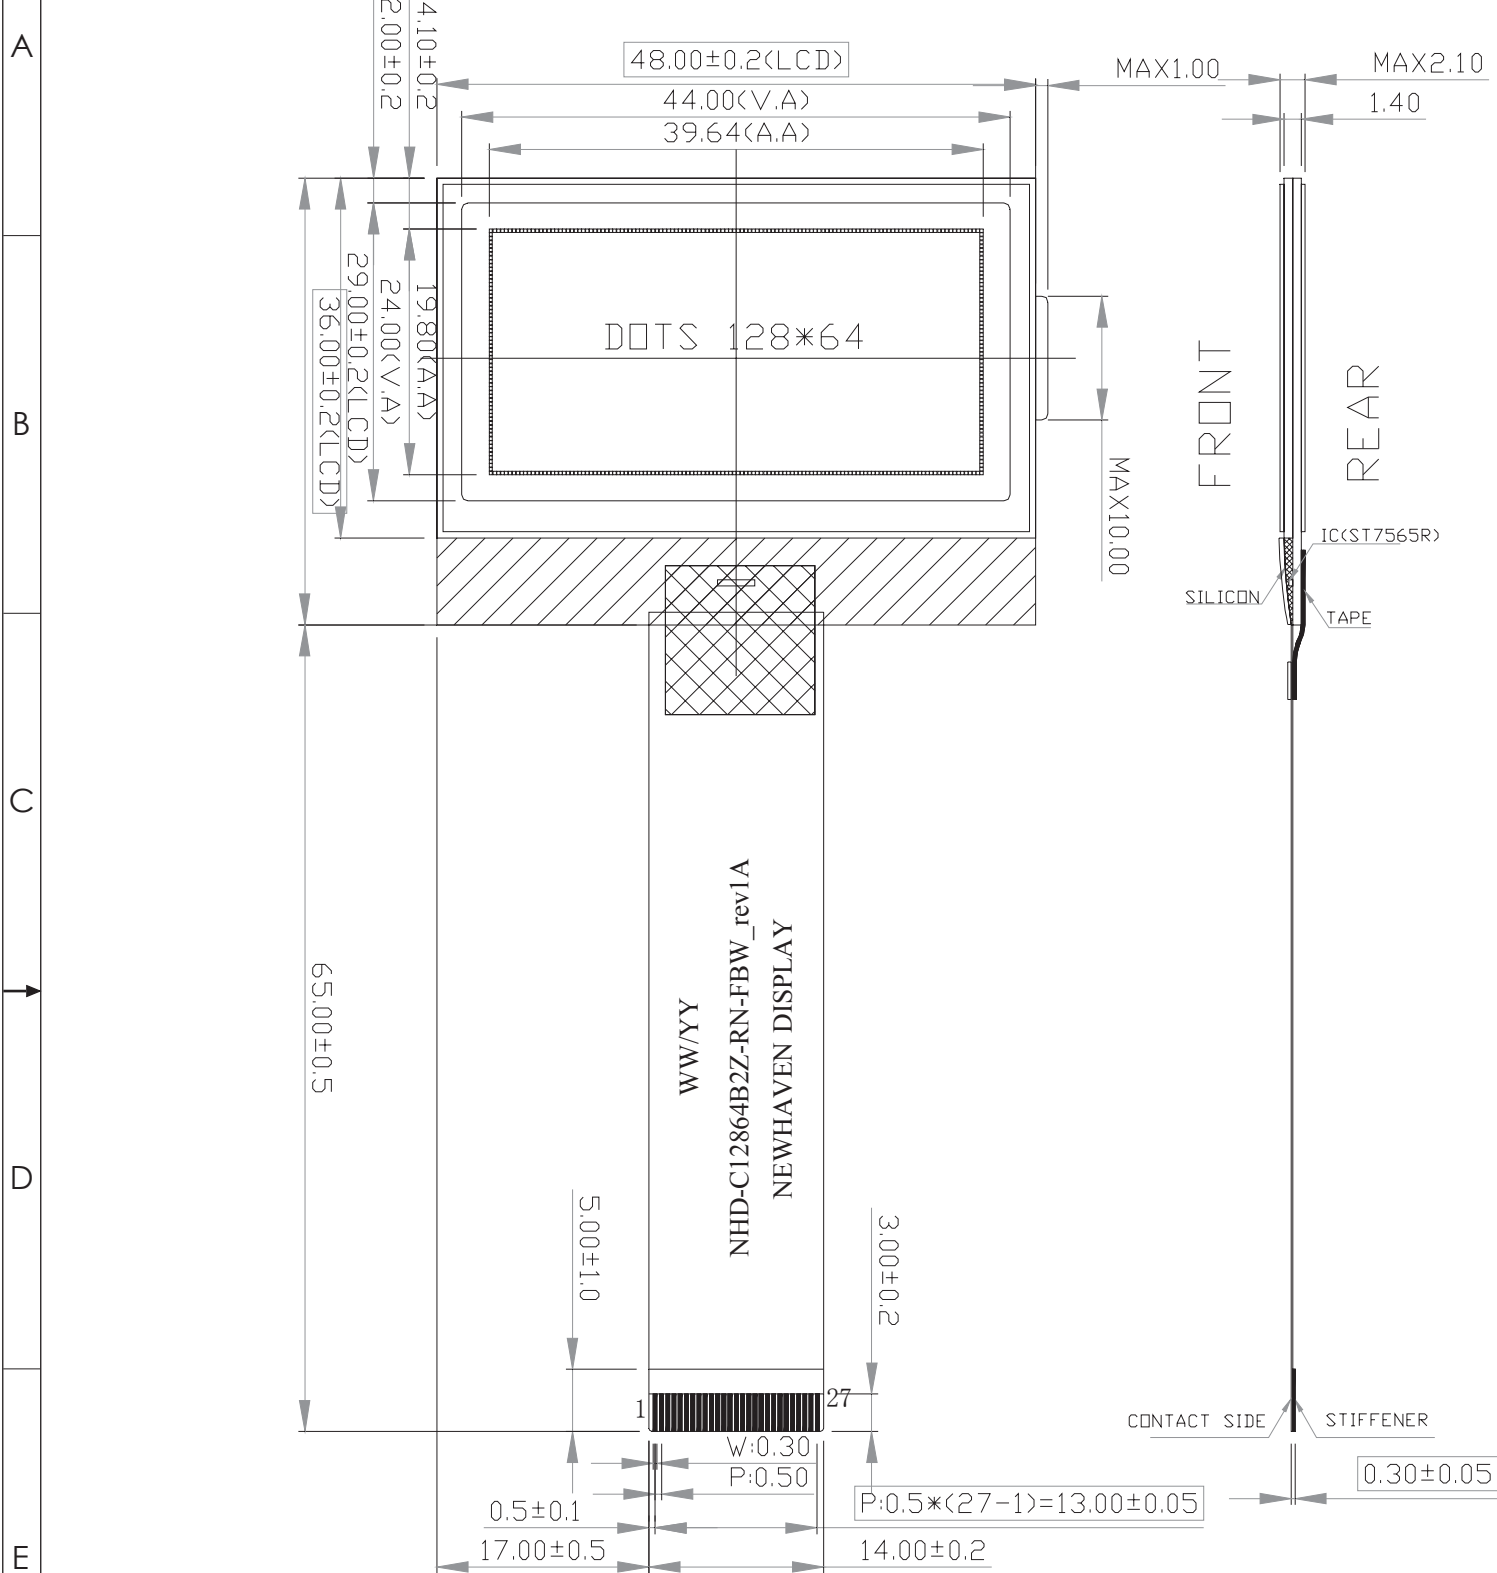 A
B
C
D
E
4.10±0.2
2.00±0.2
48.00±0.2(LCD)
44.00(V.A)
39.64(A.A)
MAX1.00
MAX2.10
1.40
19.80(A.A)
24.00(V.A)
29.00±0.2(LCD)
36.00±0.2(LCD)
DOTS 128*64
MAX10.00
FRONT
REAR
IC(ST7565R)
SILICON
TAPE
65.00±0.5
WW/YY
NHD-C12864B2Z-RN-FBW_rev1A
NEWHAVEN DISPLAY
5.00±1.0
3.00±0.2
1
27
CONTACT SIDE
STIFFENER
W:0.30
P:0.50
0.30±0.05
P:0.5*(27-1)=13.00±0.05
0.5±0.1
17.00±0.5
14.00±0.2